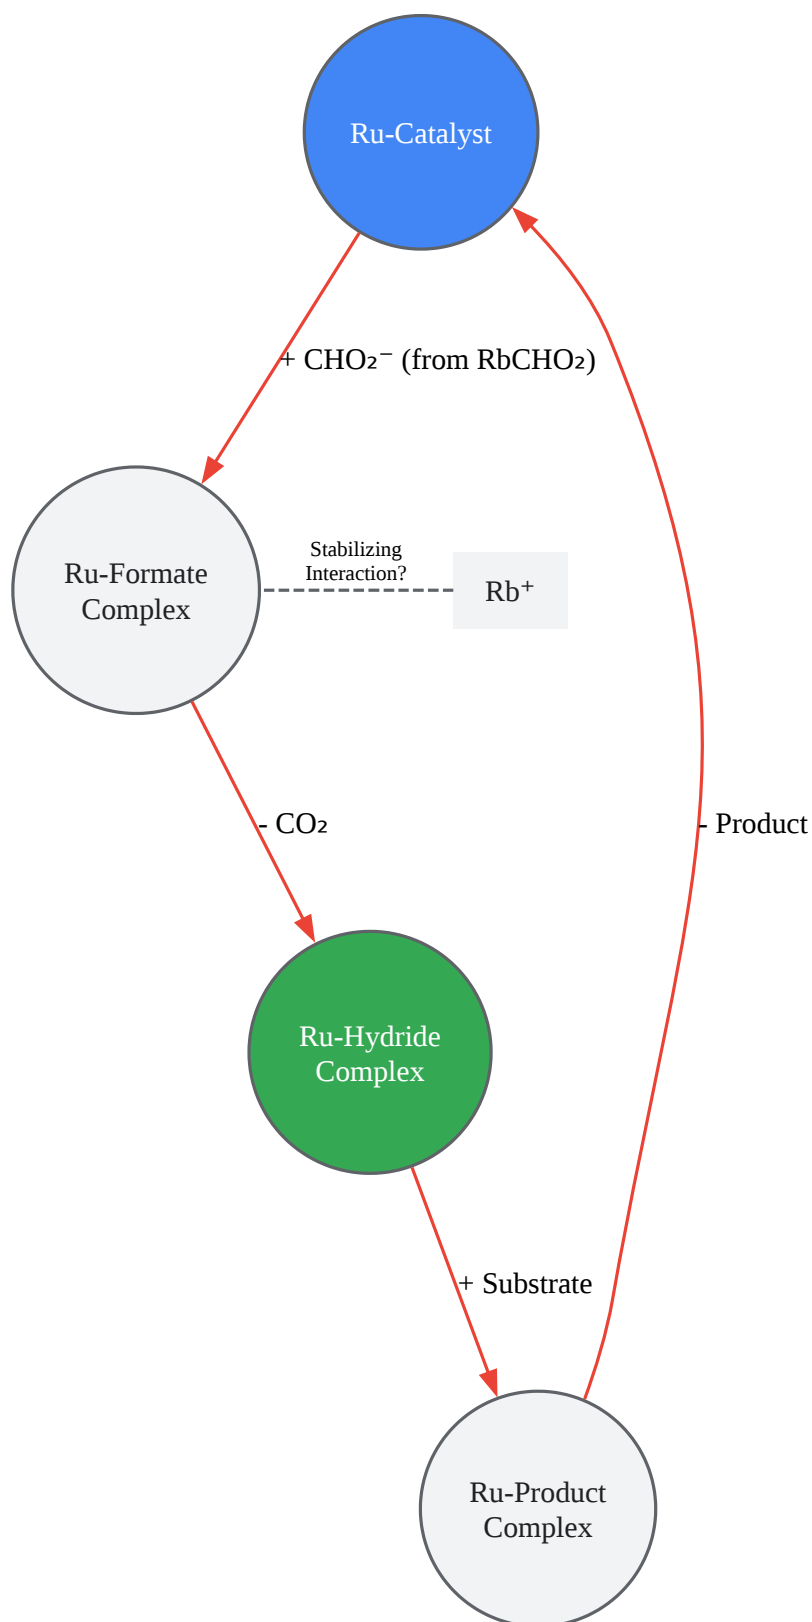 Ru-Catalyst
+ CHO₂⁻ (from RbCHO₂)
Ru-Formate
Complex
Stabilizing
Interaction?
Rb⁺
- CO₂
- Product
Ru-Hydride
Complex
+ Substrate
Ru-Product
Complex